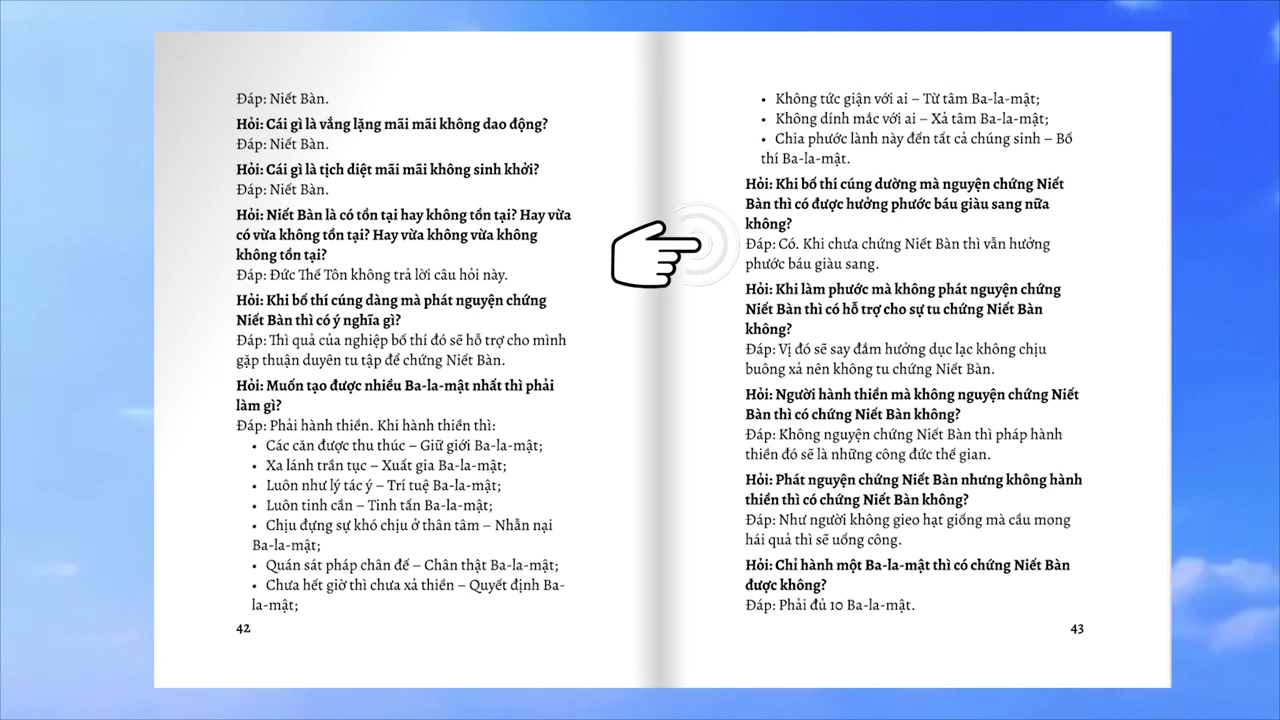 Đáp: Niết Bàn.
Hỏi: Cái gì là vắng lặng mãi mãi không dao động?
Đáp: Niết Bàn.
Hỏi: Cái gì là tịch diệt mãi mãi không sinh khởi?
Đáp: Niết Bàn.
Hỏi: Niết Bàn là có tồn tại hay không tồn tại? Hay vừa
có vừa không tồn tại? Hay vừa không vừa không
không tồn tại?
Đáp: Đức Thế Tôn không trả lời câu hỏi này.
Hỏi: Khi bố thí cúng dàng mà phát nguyện chứng
Niết Bàn thì có ý nghĩa gì?
Đáp: Thì quả của nghiệp bố thí đó sẽ hỗ trợ cho mình
gặp thuận duyên tu tập để chứng Niết Bàn.
Hỏi: Muốn tạo được nhiều Ba-la-mật nhất thì phải
làm gì?
Đáp: Phải hành thiền. Khi hành thiền thì:
• Các căn được thu thúc – Giữ giới Ba-la-mật;
• Xa lánh trần tục – Xuất gia Ba-la-mật;
• Luôn như lý tác ý – Trí tuệ Ba-la-mật;
• Luôn tinh cần – Tinh tấn Ba-la-mật;
• Chịu đựng sự khó chịu ở thân tâm – Nhẫn nại
Ba-la-mật;
• Quán sát pháp chân đế – Chân thật Ba-la-mật;
• Chưa hết giờ thì chưa xả thiền – Quyết định Ba-
la-mật;
42
• Không tức giận với ai – Từ tâm Ba-la-mật;
• Không dính mắc với ai – Xả tâm Ba-la-mật;
• Chia phước lành này đến tất cả chúng sinh – Bố
thí Ba-la-mật.
Hỏi: Khi bố thí cúng dường mà nguyện chứng Niết
Bàn thì có được hưởng phước báu giàu sang nữa
không?
Đáp: Có. Khi chưa chứng Niết Bàn thì vẫn hưởng
phước báu giàu sang.
Hỏi: Khi làm phước mà không phát nguyện chứng
Niết Bàn thì có hỗ trợ cho sự tu chứng Niết Bàn
không?
Đáp: Vị đó sẽ say đắm hưởng dục lạc không chịu
buông xả nên không tu chứng Niết Bàn.
Hỏi: Người hành thiền mà không nguyện chứng Niết
Bàn thì có chứng Niết Bàn không?
Đáp: Không nguyện chứng Niết Bàn thì pháp hành
thiền đó sẽ là những công đức thế gian.
Hỏi: Phát nguyện chứng Niết Bàn nhưng không hành
thiền thì có chứng Niết Bàn không?
Đáp: Như người không gieo hạt giống mà cầu mong
hái quả thì sẽ uổng công.
Hỏi: Chỉ hành một Ba-la-mật thì có chứng Niết Bàn
được không?
Đáp: Phải đủ 10 Ba-la-mật.
43